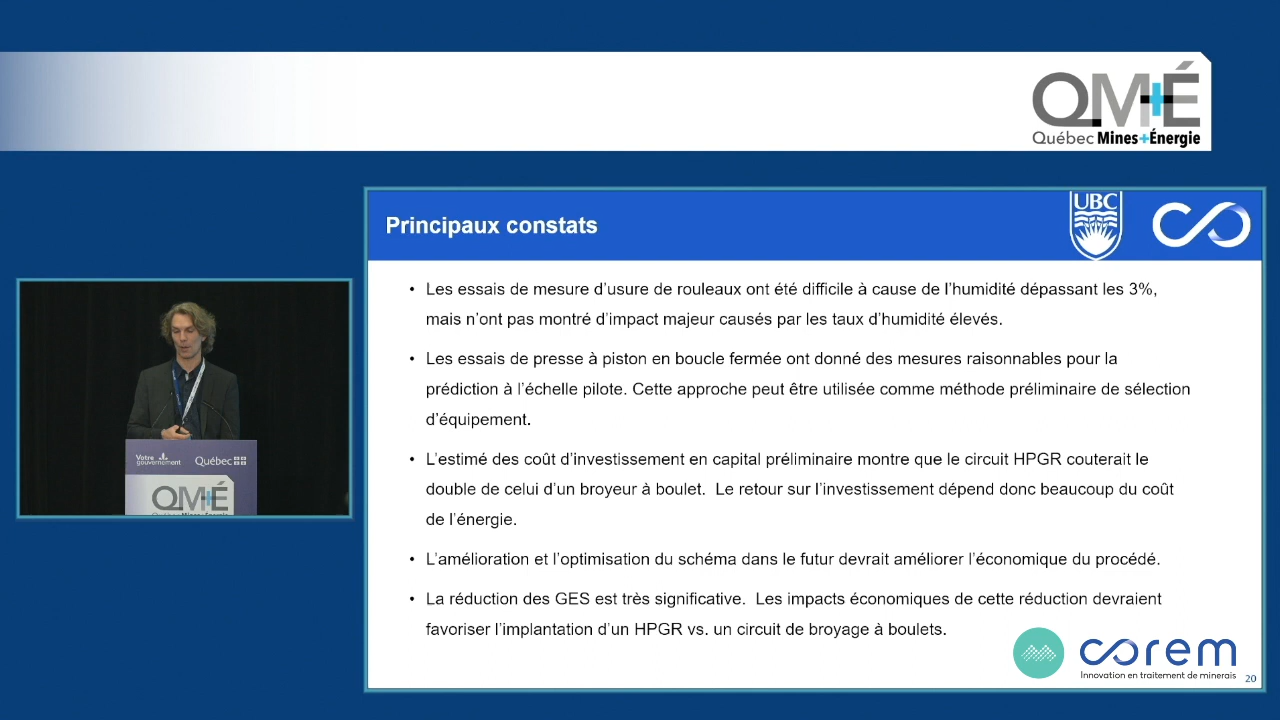 QM+É
Québec Mines+Énergie
Principaux constats
UBC
• Les essais de mesure d'usure de rouleaux ont été difficile à cause de l'humidité dépassant les 3%,
mais n'ont pas montré d'impact majeur causés par les taux d'humidité élevés.
• Les essais de presse à piston en boucle fermée ont donné des mesures raisonnables pour la
prédiction à l'échelle pilote. Cette approche peut être utilisée comme méthode préliminaire de sélection
d'équipement.
• L'estimé des coût d'investissement en capital préliminaire montre que le circuit HPGR couterait le
double de celui d'un broyeur à boulet. Le retour sur l'investissement dépend donc beaucoup du coût
de l'énergie.
• L'amélioration et l'optimisation du schéma dans le futur devrait améliorer l'économique du procédé.
• La réduction des GES est très significative. Les impacts économiques de cette réduction devraient
favoriser l'implantation d'un HPGR vs. un circuit de broyage à boulets.
corem
Innovation en traitement de minerais
20
Votre
gouvernement
Québec
QM+É